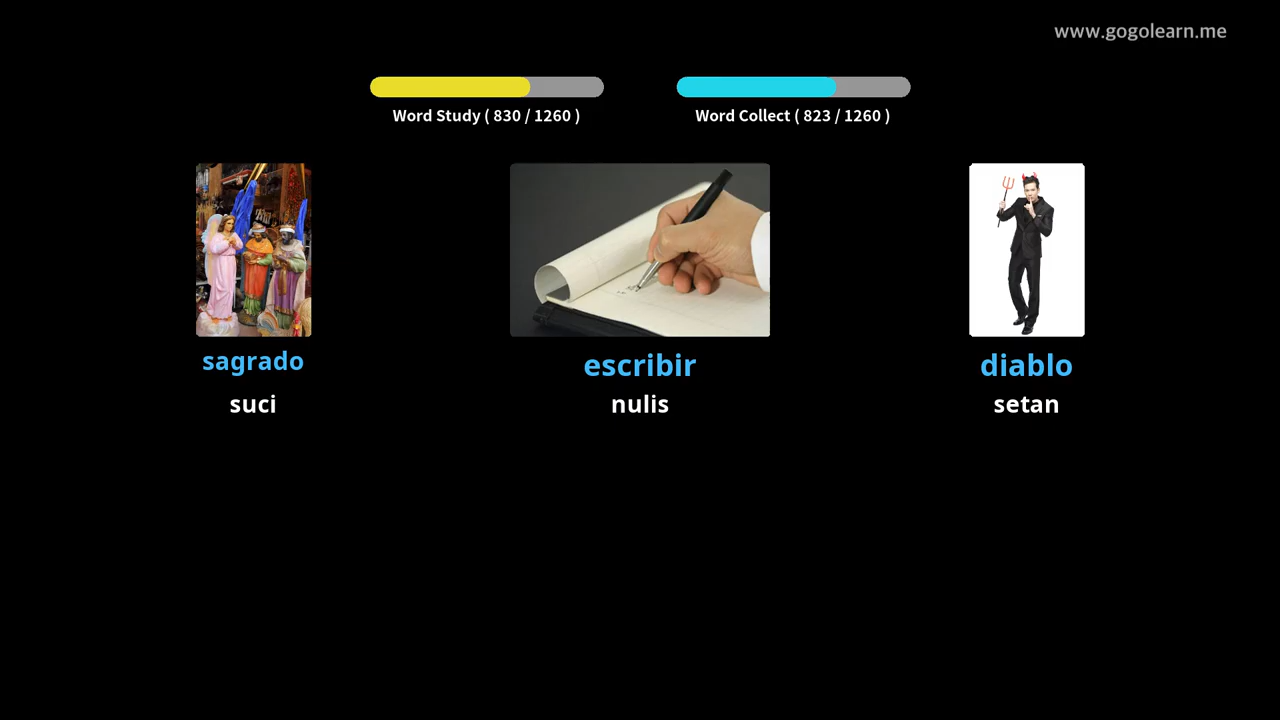 www.gogolearn.me
Word Study ( 830 / 1260 )
Word Collect ( 823 / 1260 )
sagrado
escribir
diablo
suci
nulis
setan